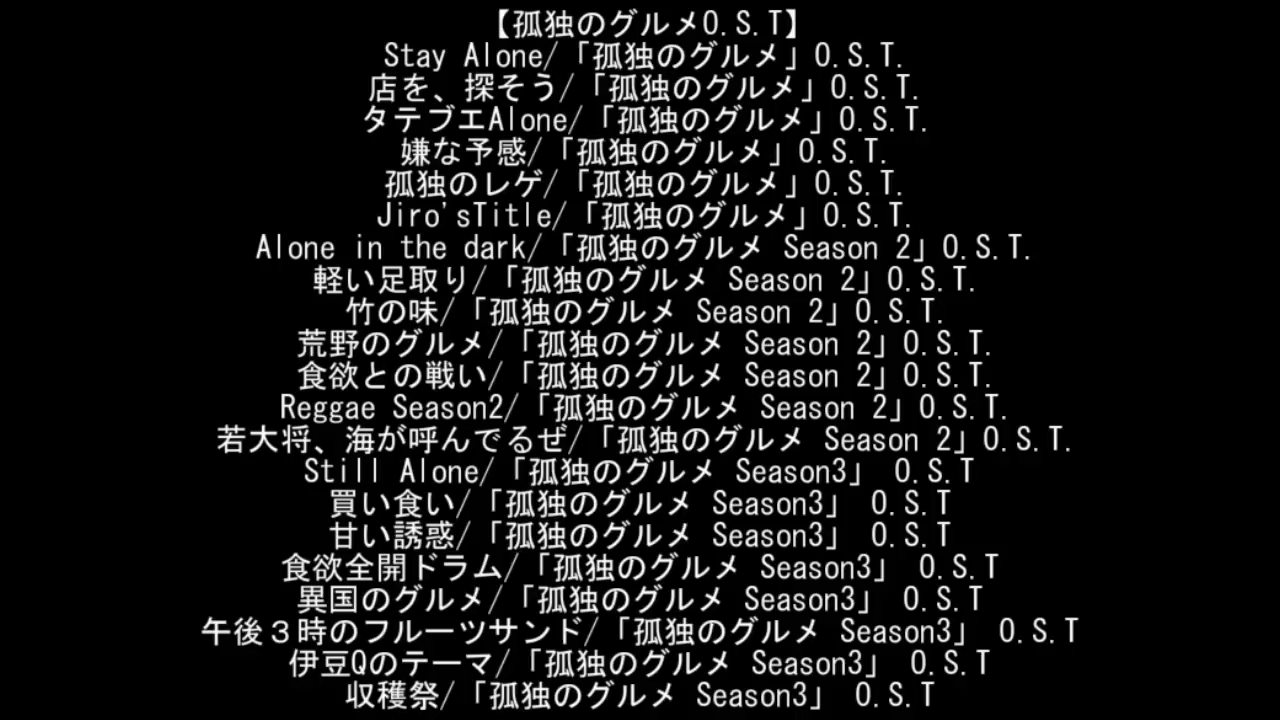 【孤独のグルメO.S.T】
Stay Alone/「孤独のグルメ」O.S.T.
店を、探そう/「孤独のグルメ」O.S.T.
タテブエAlone/「孤独のグルメ」O.S.T.
嫌な予感/「孤独のグルメ」O.S.T.
孤独のレゲ/「孤独のグルメ」O.S.T.
Jiro'sTitle/「孤独のグルメ」O.S.T.
Alone in the dark/「孤独のグルメ Season 2」O.S.T.
軽い足取り/「孤独のグルメ Season 2」O.S.T.
竹の味/「孤独のグルメ Season 2」O.S.T.
荒野のグルメ/「孤独のグルメ Season 2」O.S.T.
食欲との戦い/「孤独のグルメ Season 2」O.S.T.
Reggae Season2/「孤独のグルメ Season 2」O.S.T.
若大将、海が呼んでるぜ/「孤独のグルメ Season 2」O.S.T.
Still Alone/「孤独のグルメ Season3」 O.S.T
買い食い/「孤独のグルメ Season3」 O.S.T
甘い誘惑/「孤独のグルメ Season3」 O.S.T
食欲全開ドラム/「孤独のグルメ Season3」 O.S.T
異国のグルメ/「孤独のグルメ Season3」 O.S.T
午後３時のフルーツサンド/「孤独のグルメ Season3」 O.S.T
伊豆Qのテーマ/「孤独のグルメ Season3」 O.S.T
収穫祭/「孤独のグルメ Season3」 O.S.T